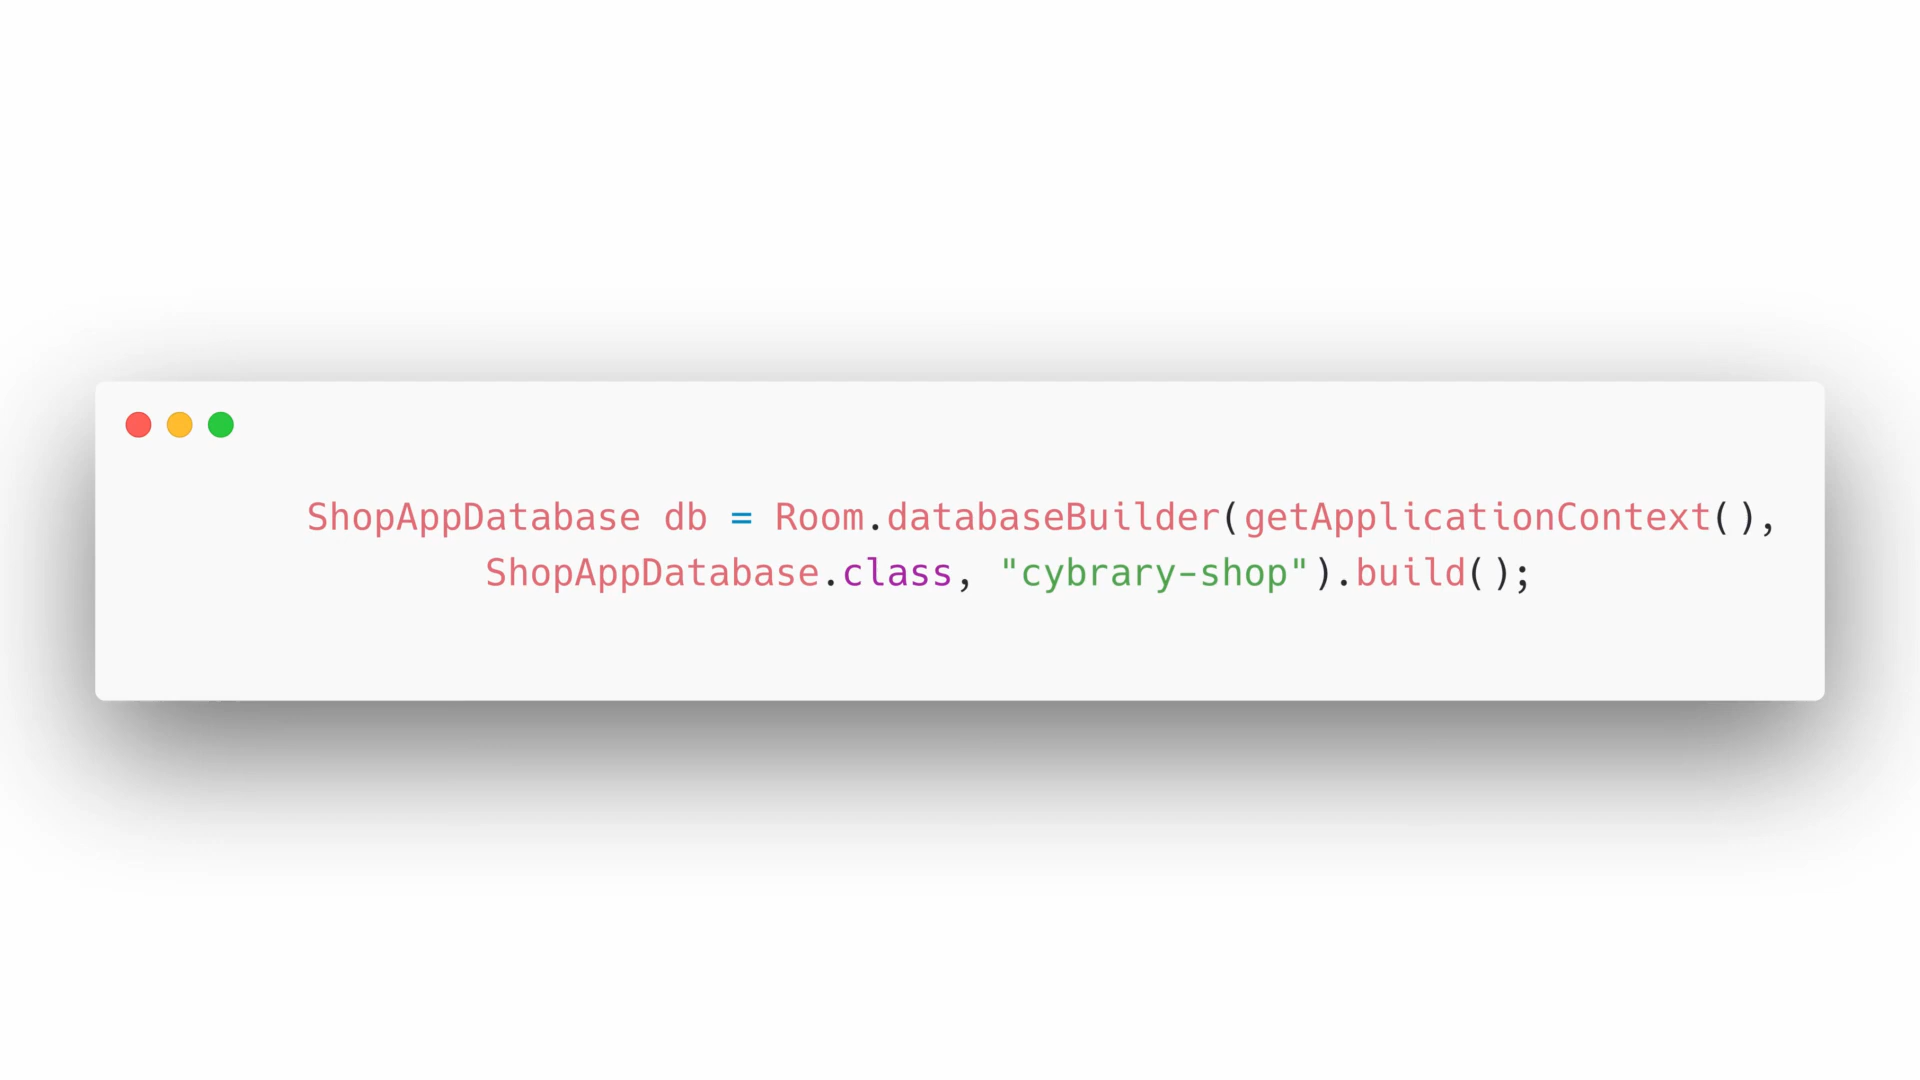 ShopAppDatabase db = Room.databaseBuilder(getApplicationContext(),
ShopAppDatabase.class, "cybrary-shop").build();